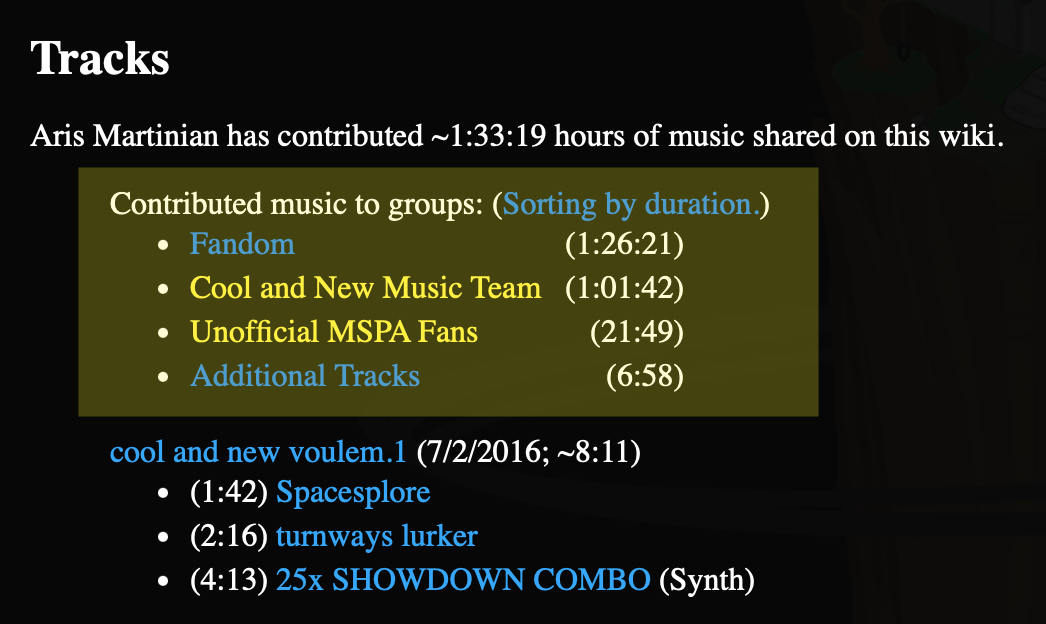 Tracks
Aris Martinian has contributed ~1:33:19 hours of music shared on this wiki.
Contributed music to groups: (Sorting by duration.)
• Fandom (1:26:21)
• Cool and New Music Team (1:01:42)
• Unofficial MSPA Fans (21:49)
• Additional Tracks (6:58)
cool and new voulem.1 (7/2/2016; ~8:11)
• (1:42) Spacesplore
• (2:16) turnways lurker
• (4:13) 25x SHOWDOWN COMBO (Synth)